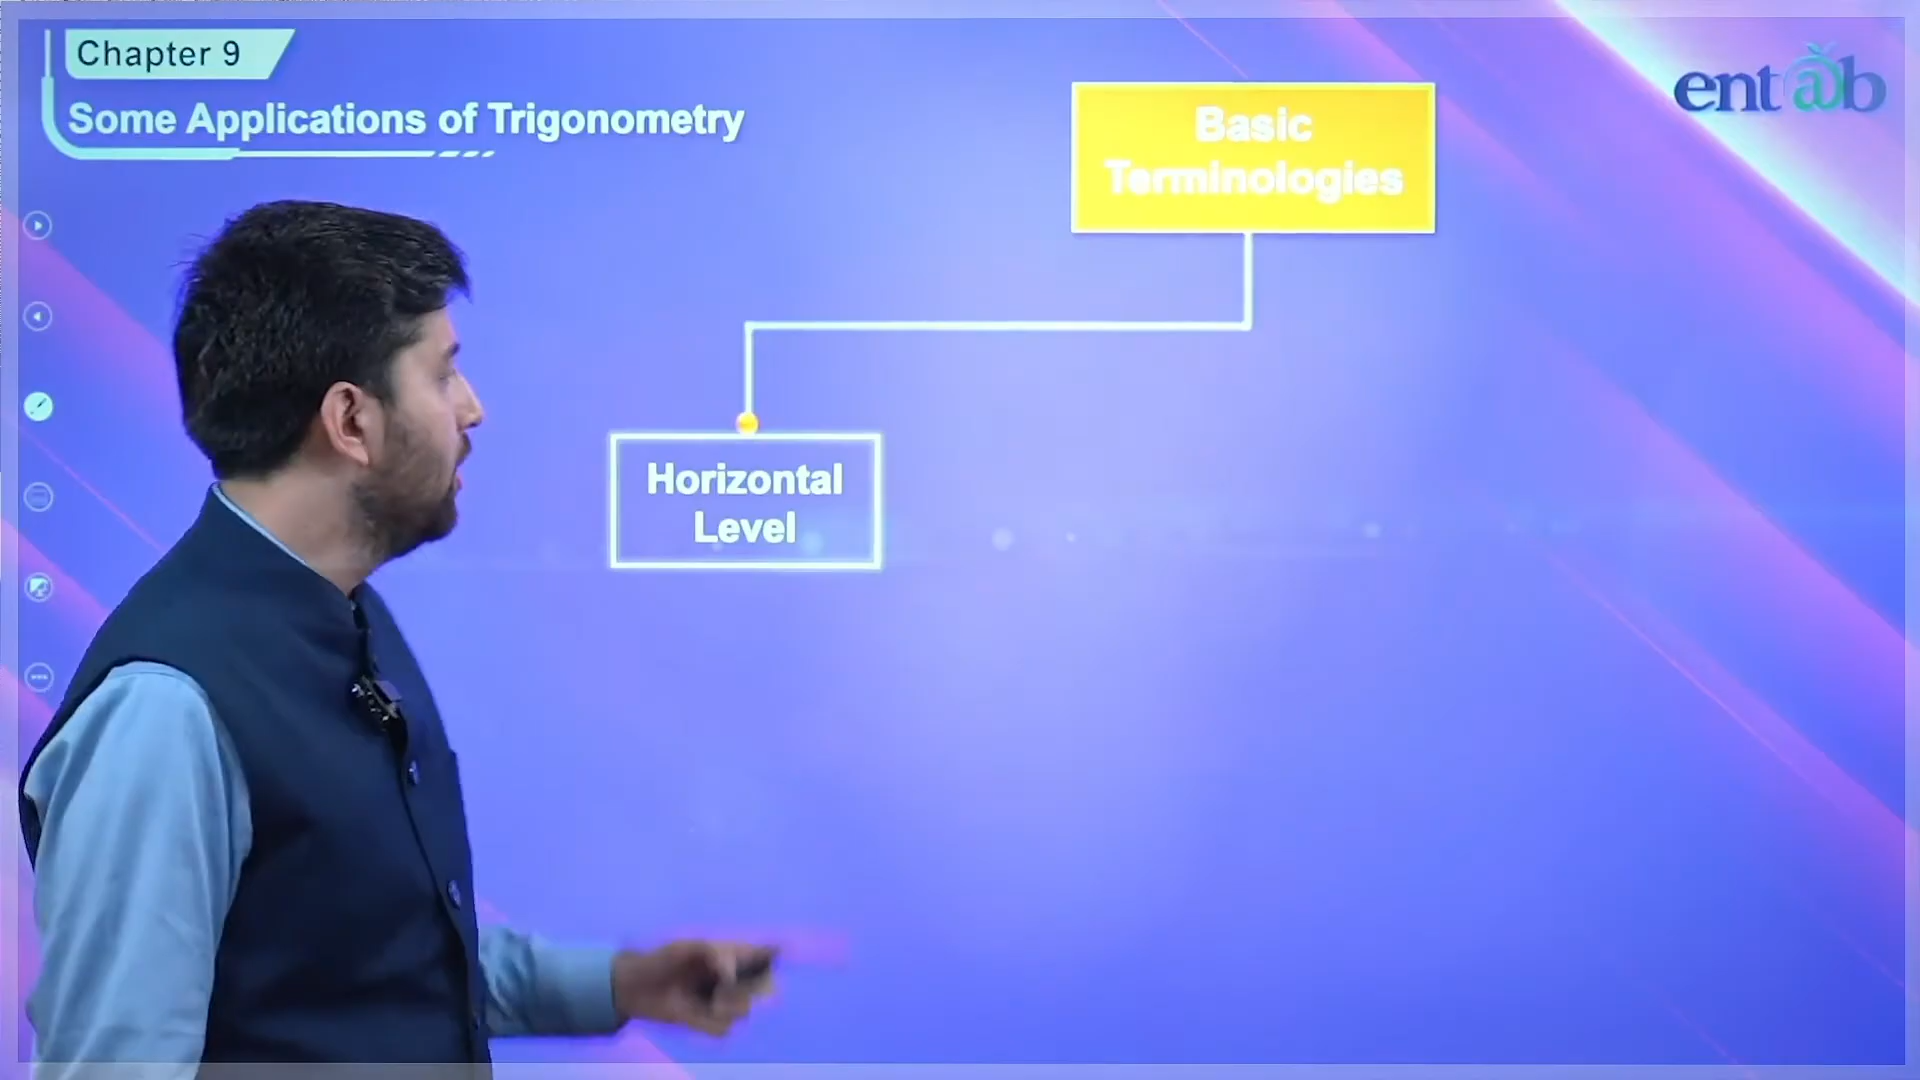 Chapter 9
Some Applications of Trigonometry
entab
Basic
Terminologies
Horizontal
Level